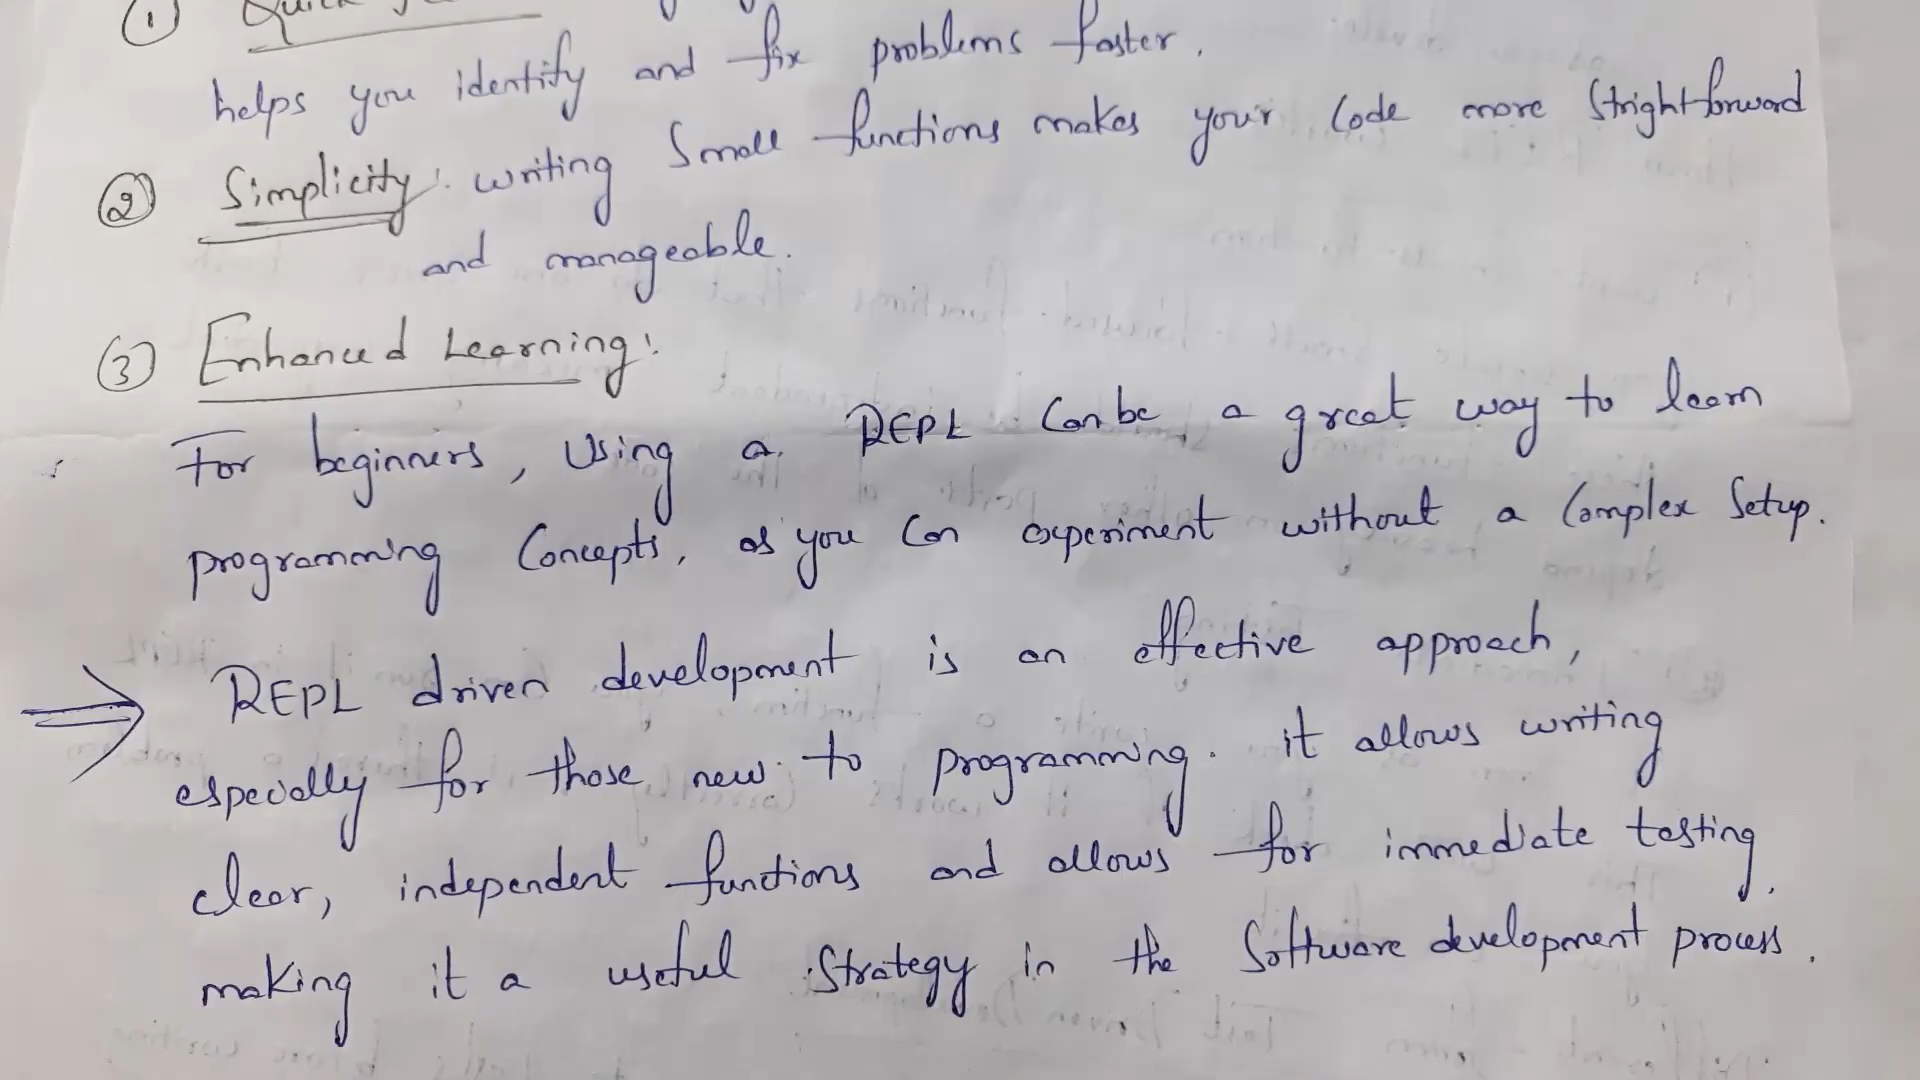 ① Quick
helps you identify and fix problems faster.
② Simplicity: writing Small functions makes your Code more Strightforward
and manageable.
③ Enhanced Learning:
For beginners, Using a REPL Can be a great way to learn
programming Concepts, as you Can experiment without a Complex Setup.
⇒ REPL driven development is an effective approach,
especially for those new to programming. it allows writing
clear, independent functions and allows for immediate testing,
making it a useful Strategy in the Software development process.